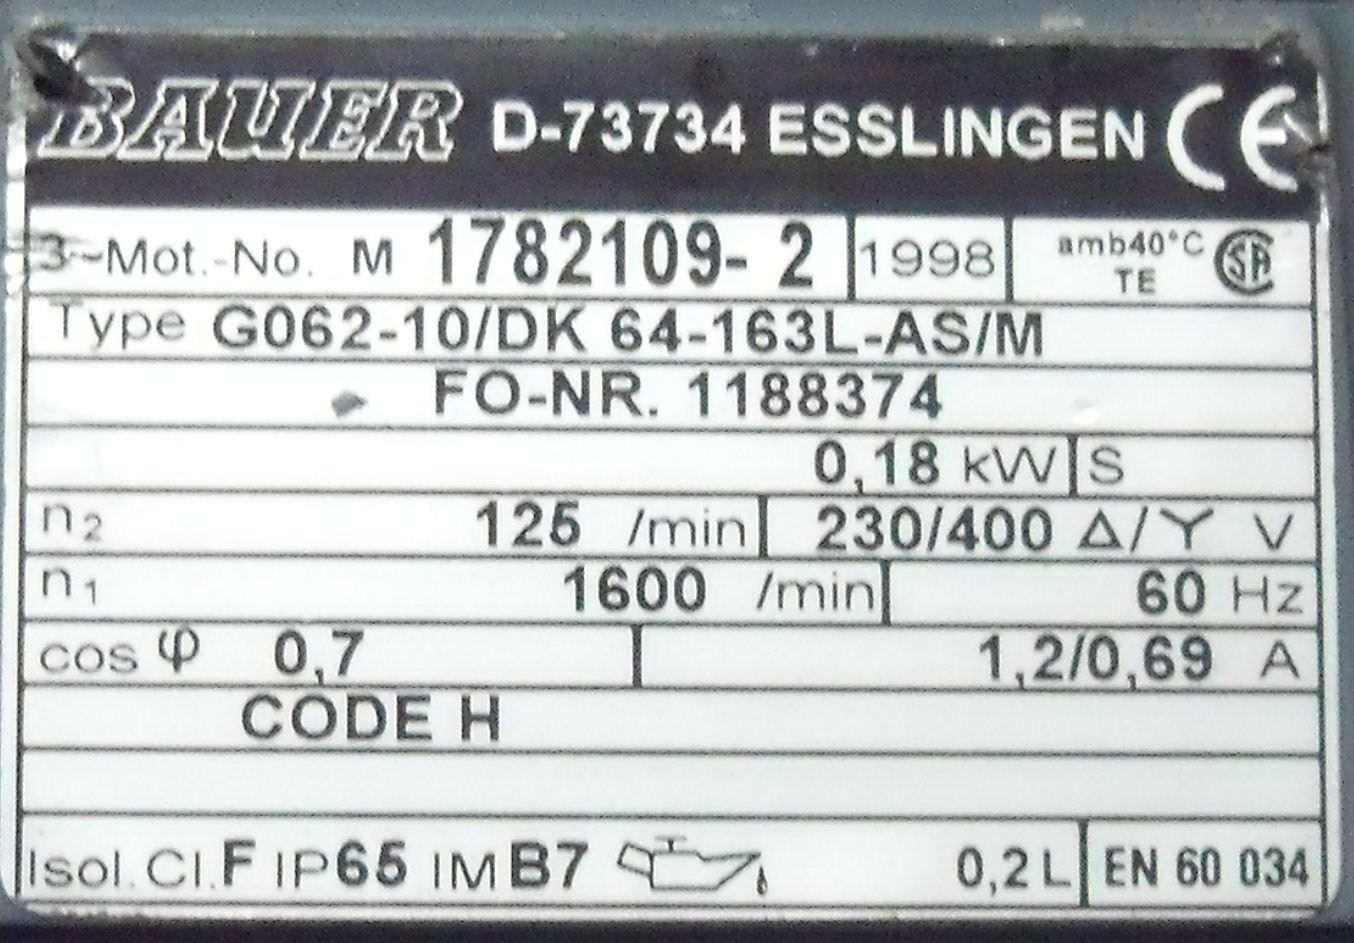 BAUER D-73734 ESSLINGEN CE
3~Mot.-No. M 1782109- 2 1998 amb40°C TE SA
Type G062-10/DK 64-163L-AS/M
FO-NR. 1188374
0,18 kW S
n2 125 /min 230/400 Δ/Y V
n1 1600 /min 60 Hz
cos φ 0,7 1,2/0,69 A
CODE H
Isol. Cl. F IP65 IM B7 0,2 L EN 60 034